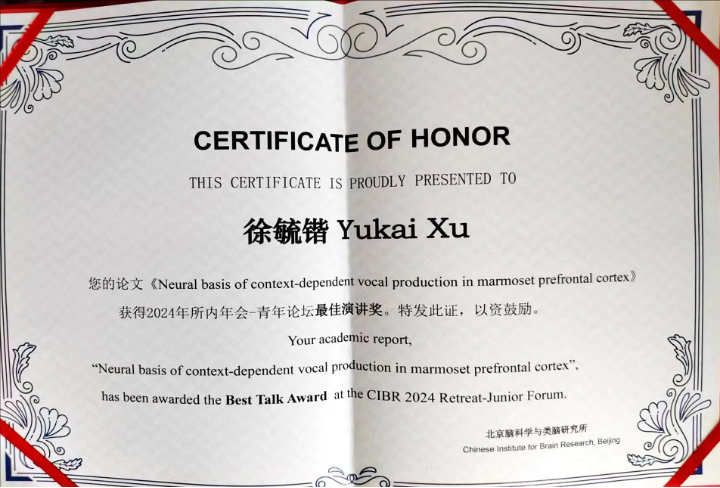 CERTIFICATE OF HONOR
THIS CERTIFICATE IS PROUDLY PRESENTED TO
徐毓锴 Yukai Xu
您的论文《Neural basis of context-dependent vocal production in marmoset prefrontal cortex》
获得2024年所内年会-青年论坛最佳演讲奖。特发此证，以资鼓励。
Your academic report,
“Neural basis of context-dependent vocal production in marmoset prefrontal cortex”,
has been awarded the Best Talk Award at the CIBR 2024 Retreat-Junior Forum.
北京脑科学与类脑研究所
Chinese Institute for Brain Research, Beijing